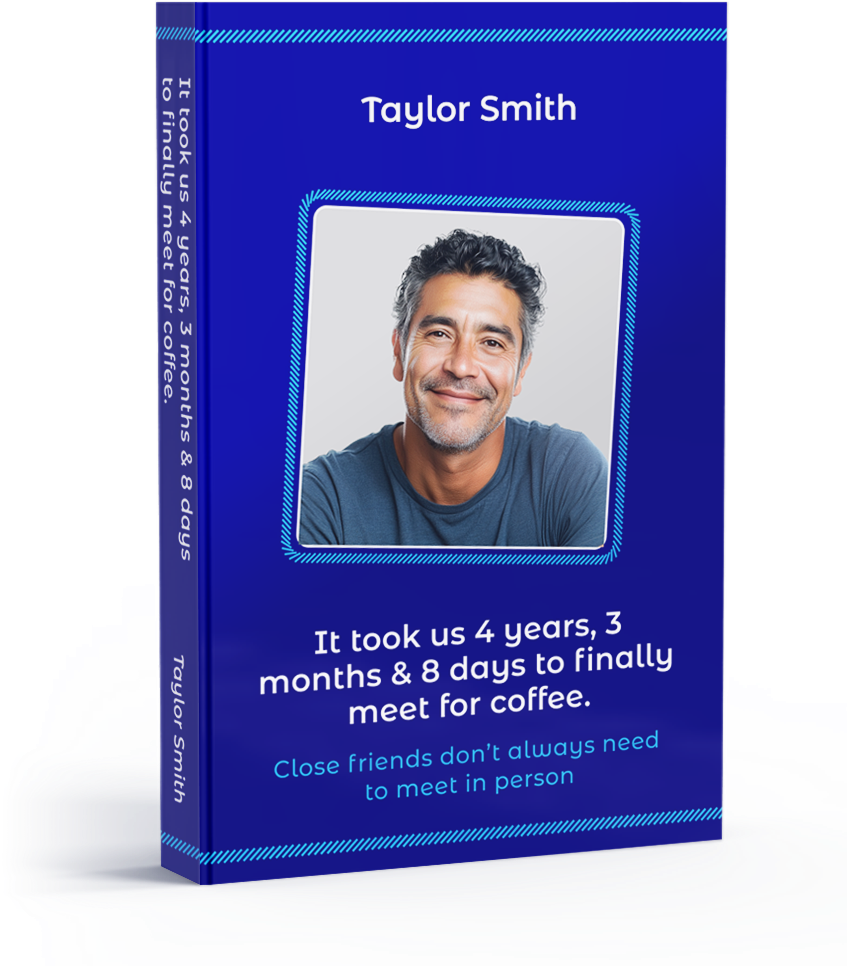 It took us 4 years, 3 months & 8 days
to finally meet for coffee.
Taylor Smith
Taylor Smith
It took us 4 years, 3
months & 8 days to finally
meet for coffee.
Close friends don’t always need
to meet in person